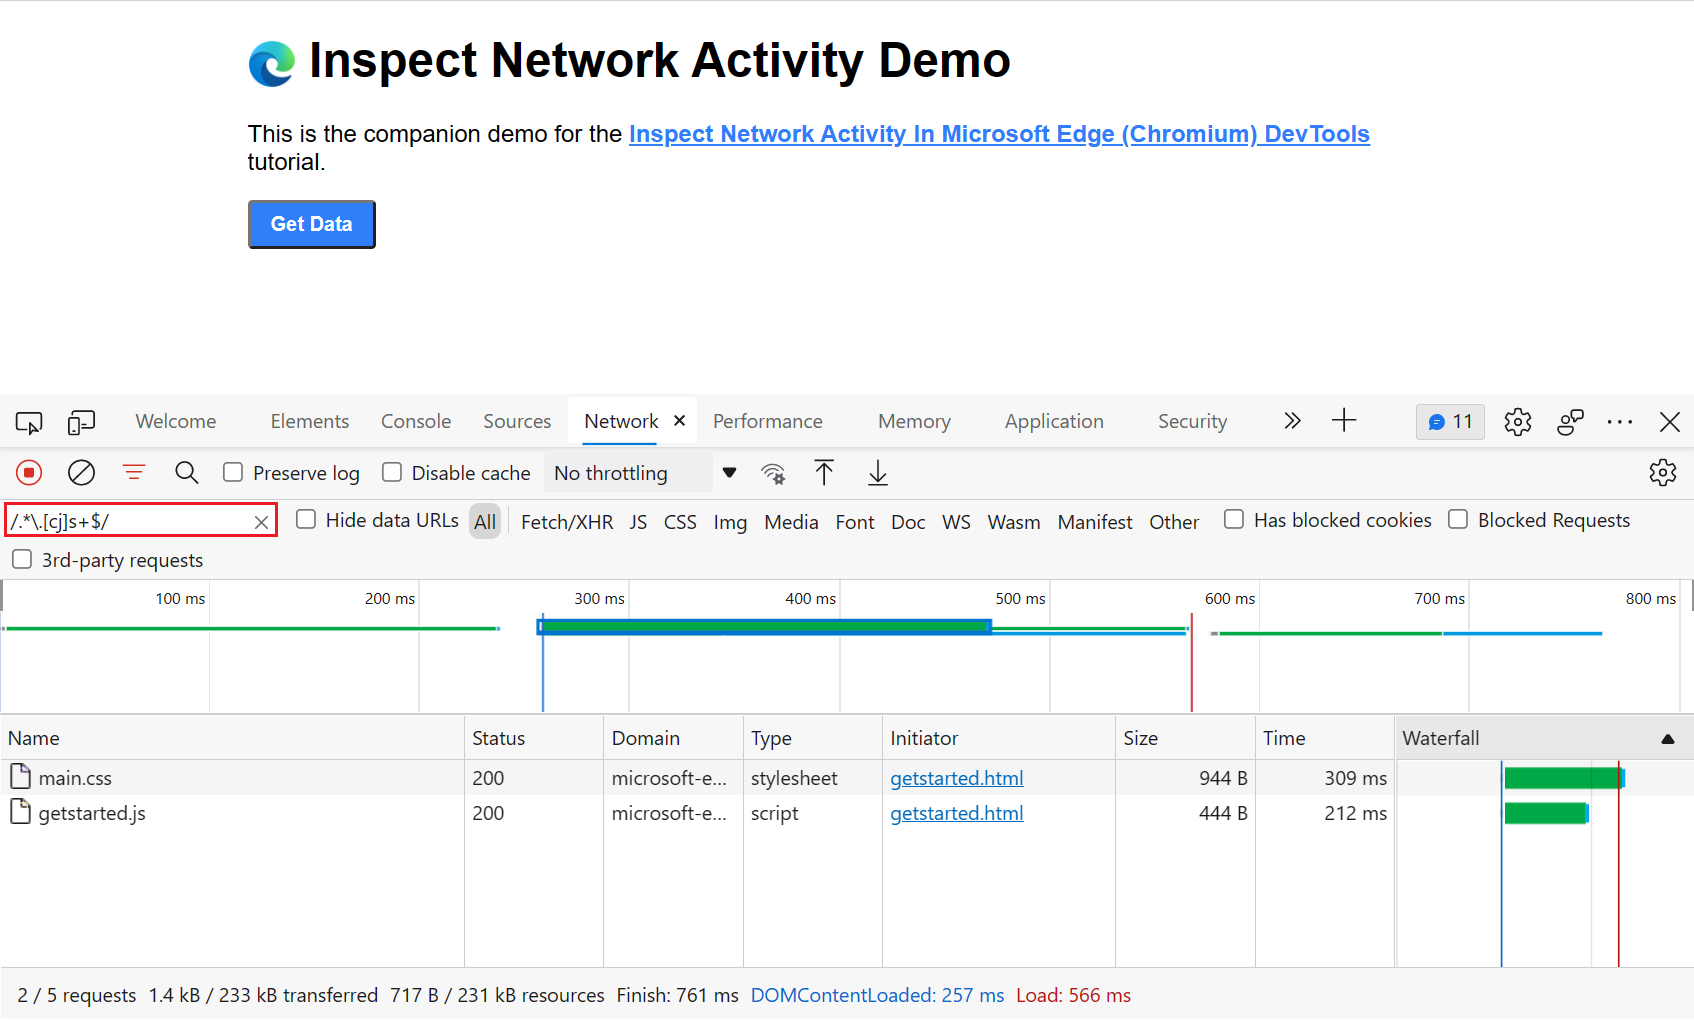 Inspect Network Activity Demo
This is the companion demo for the Inspect Network Activity In Microsoft Edge (Chromium) DevTools
tutorial.
Get Data
Welcome Elements Console Sources Network Performance Memory Application Security 11
Preserve log Disable cache No throttling
/.*\.[cj]s+$/ Hide data URLs All Fetch/XHR JS CSS Img Media Font Doc WS Wasm Manifest Other Has blocked cookies Blocked Requests
3rd-party requests
100 ms 200 ms 300 ms 400 ms 500 ms 600 ms 700 ms 800 ms
Name Status Domain Type Initiator Size Time Waterfall
main.css 200 microsoft-e... stylesheet getstarted.html 944 B 309 ms
getstarted.js 200 microsoft-e... script getstarted.html 444 B 212 ms
2 / 5 requests 1.4 kB / 233 kB transferred 717 B / 231 kB resources Finish: 761 ms DOMContentLoaded: 257 ms Load: 566 ms